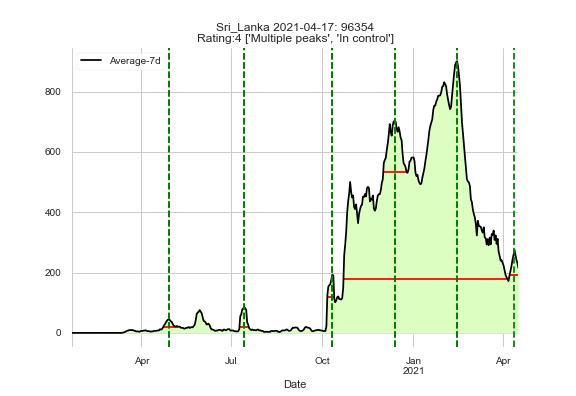 Sri_Lanka 2021-04-17: 96354
Rating:4 ['Multiple peaks', 'In control']
Average-7d
800
600
400
200
0
Apr
Jul
Oct
Jan
2021
Apr
Date